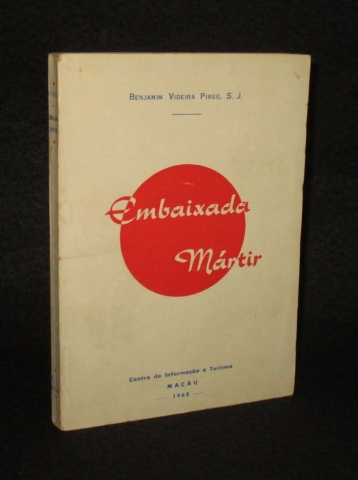 BENJAMIN VIDEIRA PIRES, S. J.
Embaixada
Mártir
Centro de Informação e Turismo
MACAU
1965